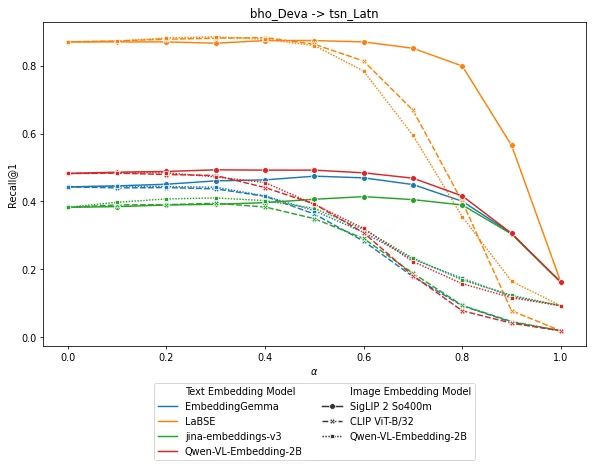 bho_Deva -> tsn_Latn
Recall@1
0.8
0.6
0.4
0.2
0.0
0.0 0.2 0.4 0.6 0.8 1.0
α
Text Embedding Model
EmbeddingGemma
LaBSE
jina-embeddings-v3
Qwen-VL-Embedding-2B
Image Embedding Model
SigLIP 2 So400m
CLIP ViT-B/32
Qwen-VL-Embedding-2B